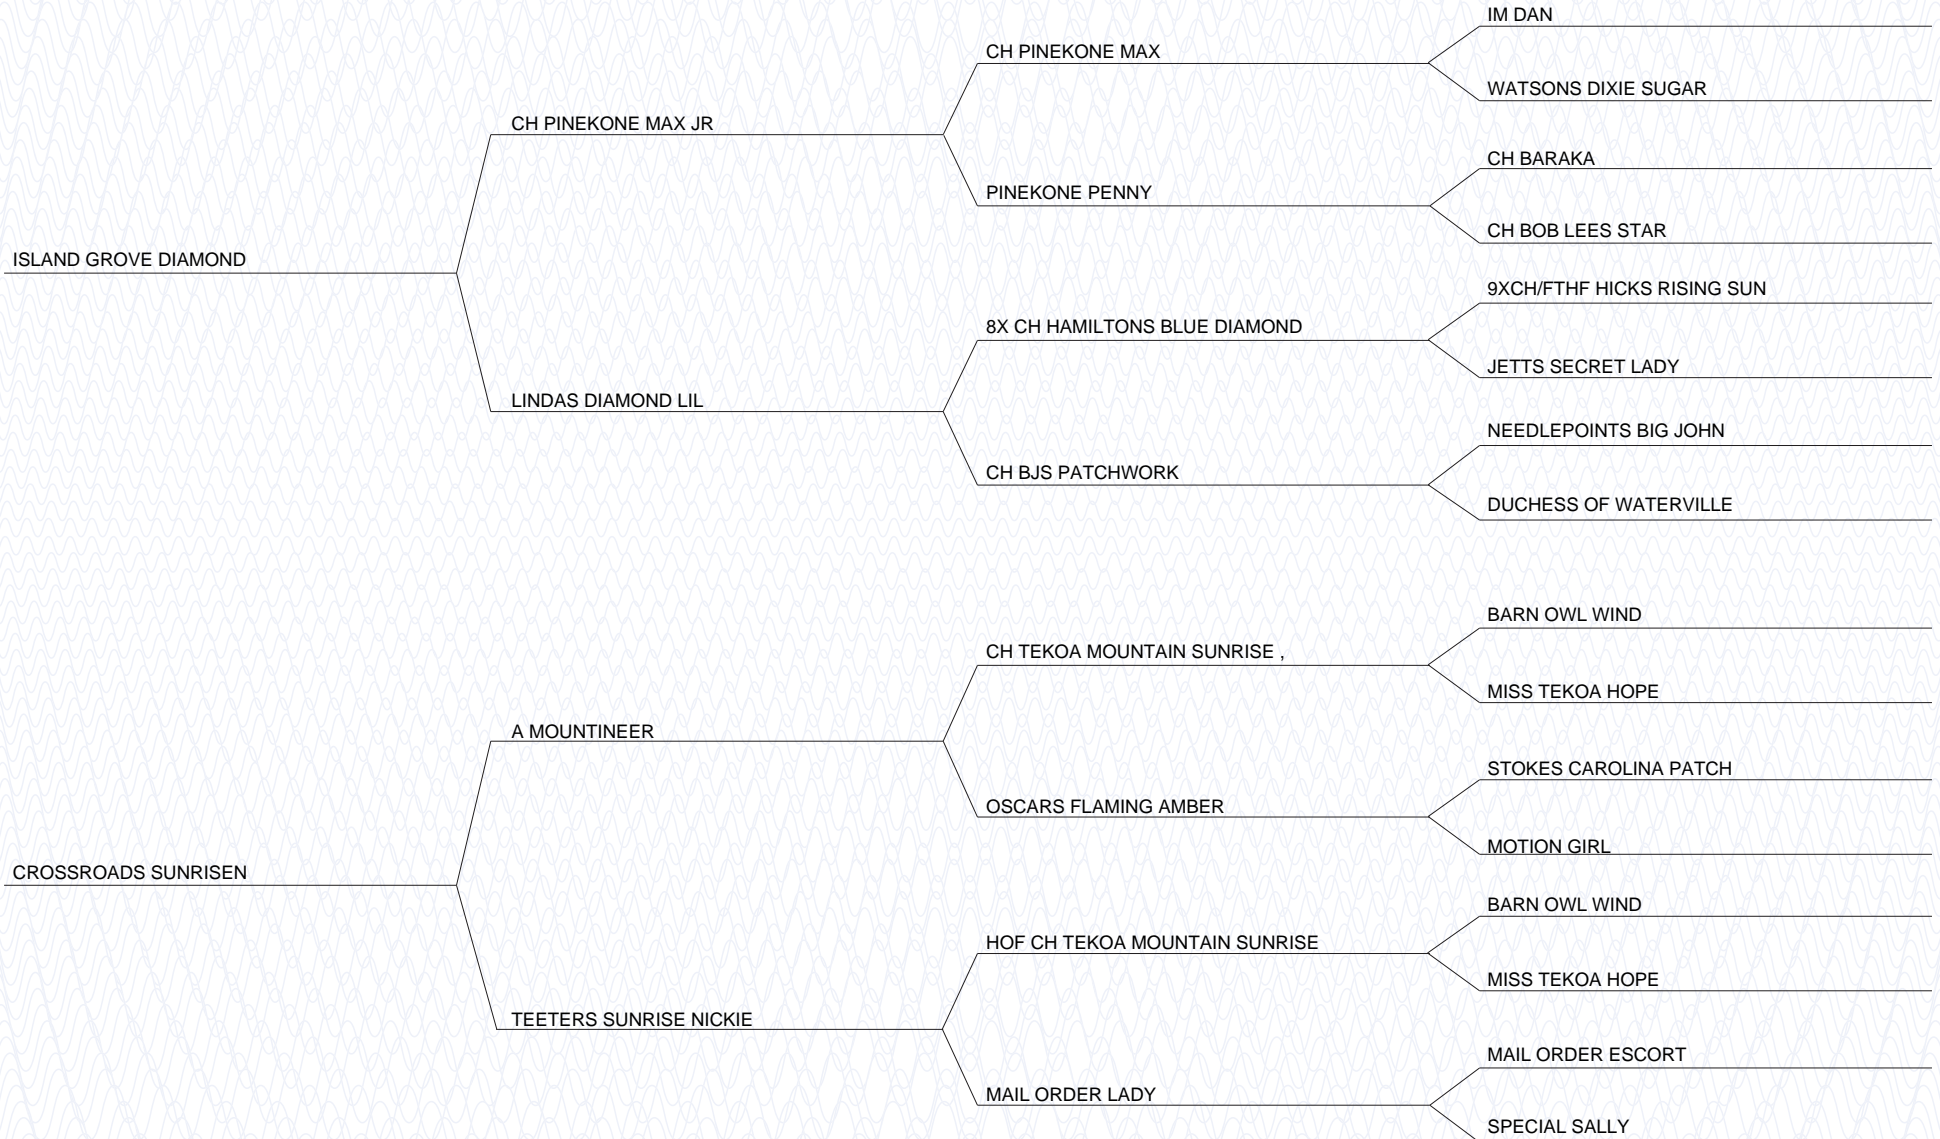 IM DAN
CH PINEKONE MAX
WATSONS DIXIE SUGAR
CH PINEKONE MAX JR
CH BARAKA
PINEKONE PENNY
CH BOB LEES STAR
ISLAND GROVE DIAMOND
9XCH/FTHF HICKS RISING SUN
8X CH HAMILTONS BLUE DIAMOND
JETTS SECRET LADY
LINDAS DIAMOND LIL
NEEDLEPOINTS BIG JOHN
CH BJS PATCHWORK
DUCHESS OF WATERVILLE
BARN OWL WIND
CH TEKOA MOUNTAIN SUNRISE ,
MISS TEKOA HOPE
A MOUNTINEER
STOKES CAROLINA PATCH
OSCARS FLAMING AMBER
MOTION GIRL
CROSSROADS SUNRISEN
BARN OWL WIND
HOF CH TEKOA MOUNTAIN SUNRISE
MISS TEKOA HOPE
TEETERS SUNRISE NICKIE
MAIL ORDER ESCORT
MAIL ORDER LADY
SPECIAL SALLY